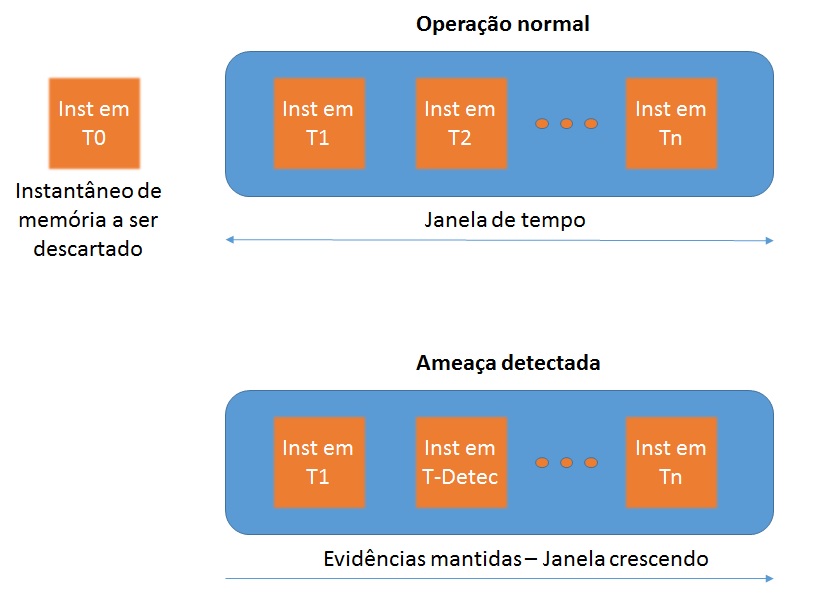 Operação normal
Inst em
T0
Inst em
T1
Inst em
T2
Inst em
Tn
Instantâneo de
memória a ser
descartado
Janela de tempo
Ameaça detectada
Inst em
T1
Inst em
T-Detec
Inst em
Tn
Evidências mantidas – Janela crescendo